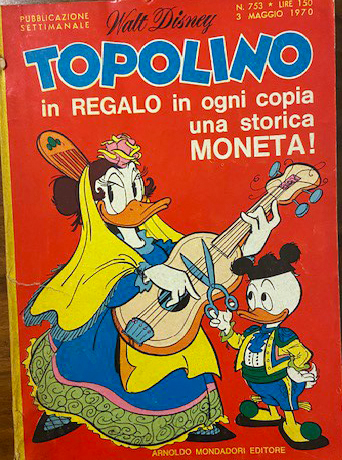 PUBBLICAZIONE
SETTIMANALE
Walt Disney
N. 753 * LIRE 150
3 MAGGIO 1970
TOPOLINO
in REGALO in ogni copia
una storica
MONETA!
ARNOLDO MONDADORI EDITORE